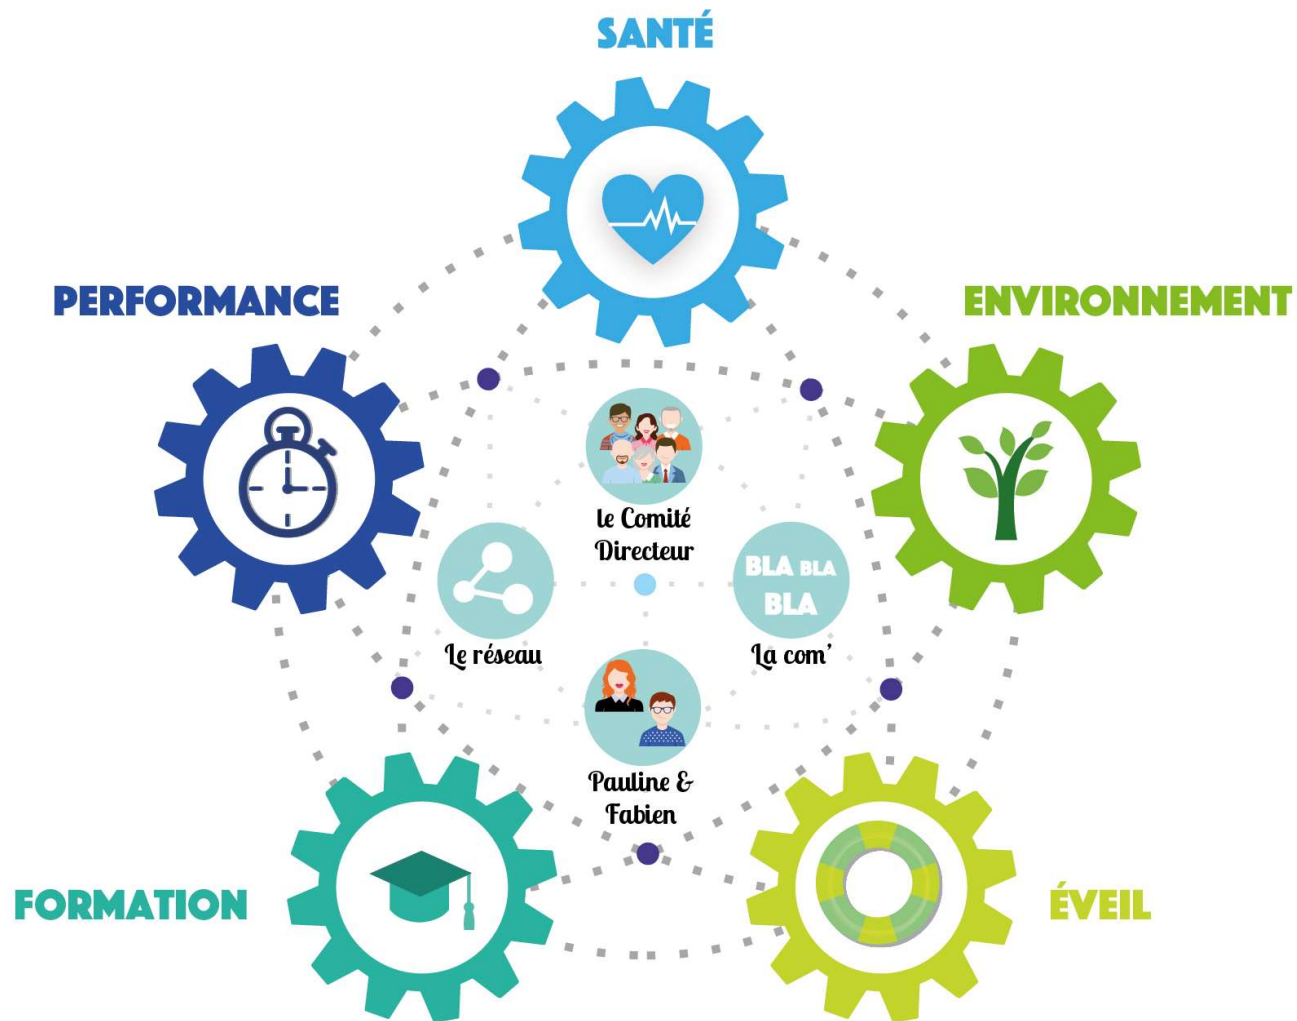 SANTÉ
PERFORMANCE
ENVIRONNEMENT
le Comité
Directeur
BLA BLA
BLA
Le réseau
La com'
Pauline &
Fabien
FORMATION
ÉVEIL